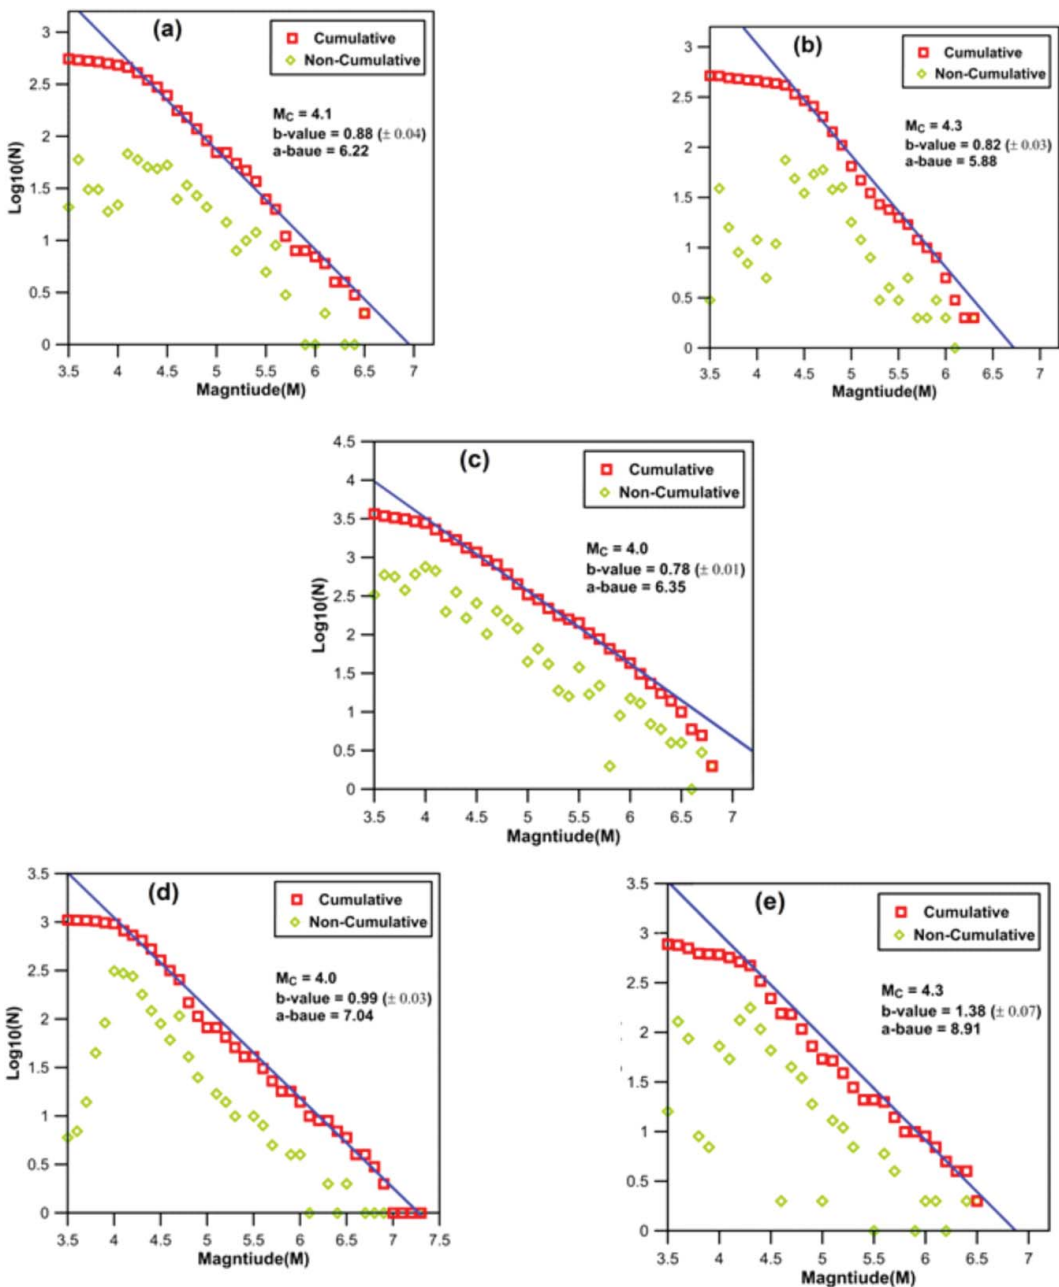 (a)
Cumulative
Non-Cumulative
M_C = 4.1
b-value = 0.88 (± 0.04)
a-baue = 6.22
Log10(N)
3
2.5
2
1.5
1
0.5
0
3.5 4 4.5 5 5.5 6 6.5 7
Magntiude(M)
(b)
Cumulative
Non-Cumulative
M_C = 4.3
b-value = 0.82 (± 0.03)
a-baue = 5.88
3
2.5
2
1.5
1
0.5
0
3.5 4 4.5 5 5.5 6 6.5 7
Magntiude(M)
(c)
Cumulative
Non-Cumulative
M_C = 4.0
b-value = 0.78 (± 0.01)
a-baue = 6.35
Log10(N)
4.5
4
3.5
3
2.5
2
1.5
1
0.5
0
3.5 4 4.5 5 5.5 6 6.5 7
Magntiude(M)
(d)
Cumulative
Non-Cumulative
M_C = 4.0
b-value = 0.99 (± 0.03)
a-baue = 7.04
Log10(N)
3.5
3
2.5
2
1.5
1
0.5
0
3.5 4 4.5 5 5.5 6 6.5 7 7.5
Magntiude(M)
(e)
Cumulative
Non-Cumulative
M_C = 4.3
b-value = 1.38 (± 0.07)
a-baue = 8.91
3.5
3
2.5
2
1.5
1
0.5
0
3.5 4 4.5 5 5.5 6 6.5 7
Magntiude(M)